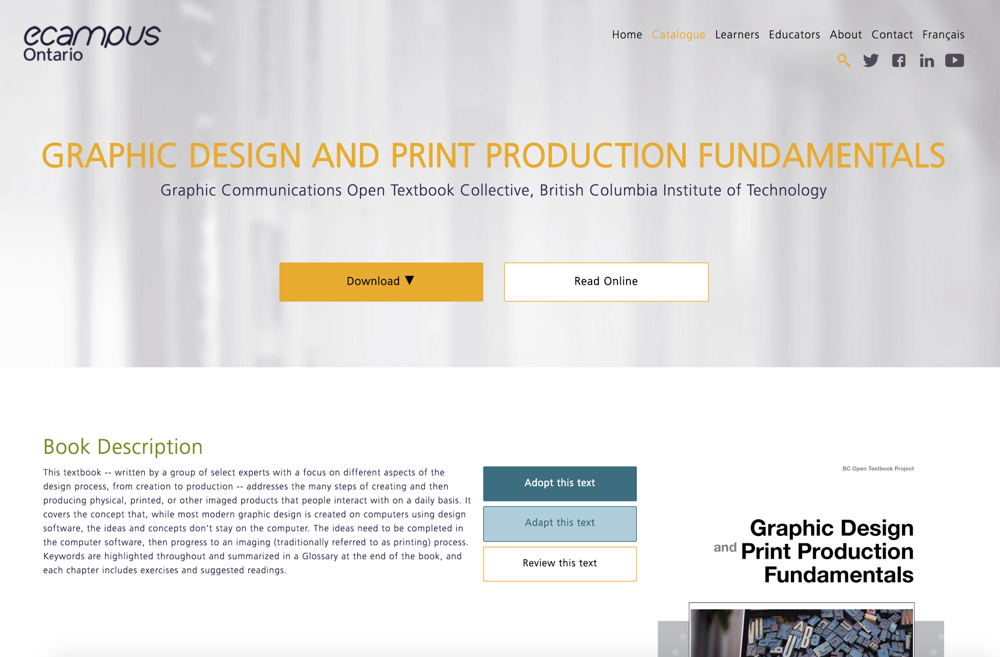 ecampus
Ontario
Home Catalogue Learners Educators About Contact Français
GRAPHIC DESIGN AND PRINT PRODUCTION FUNDAMENTALS
Graphic Communications Open Textbook Collective, British Columbia Institute of Technology
Download ▼
Read Online
Book Description
This textbook -- written by a group of select experts with a focus on different aspects of the
design process, from creation to production -- addresses the many steps of creating and then
producing physical, printed, or other imaged products that people interact with on a daily basis. It
covers the concept that, while most modern graphic design is created on computers using design
software, the ideas and concepts don’t stay on the computer. The ideas need to be completed in
the computer software, then progress to an imaging (traditionally referred to as printing) process.
Keywords are highlighted throughout and summarized in a Glossary at the end of the book, and
each chapter includes exercises and suggested readings.
Adopt this text
Adapt this text
Review this text
BC Open Textbook Project
Graphic Design
and Print Production
Fundamentals